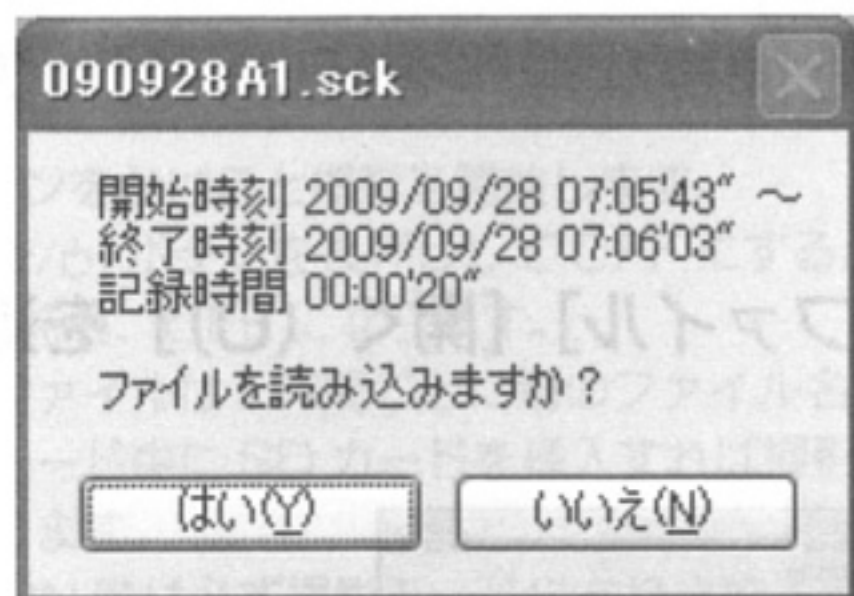 090928A1.sck
開始時刻 2009/09/28 07:05'43" ～
終了時刻 2009/09/28 07:06'03"
記録時間 00:00'20"
ファイルを読み込みますか？
はい(Y)
いいえ(N)